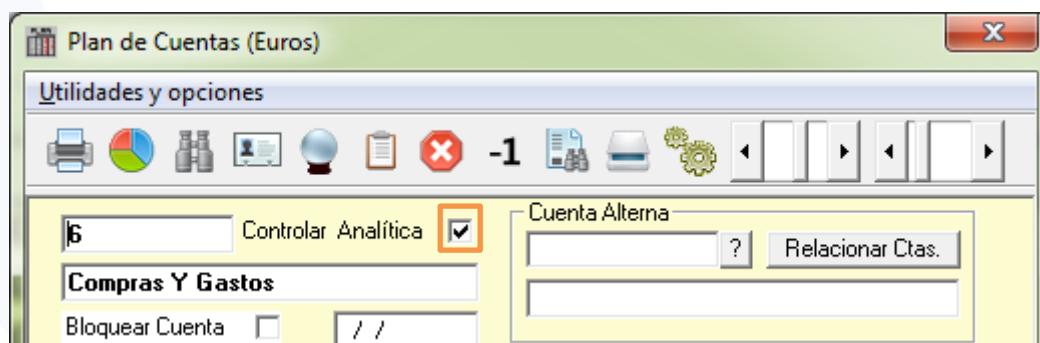 Plan de Cuentas (Euros)
Utilidades y opciones
-1
6 Controlar Analítica
Cuenta Alterna
? Relacionar Ctas.
Compras Y Gastos
Bloquear Cuenta / /